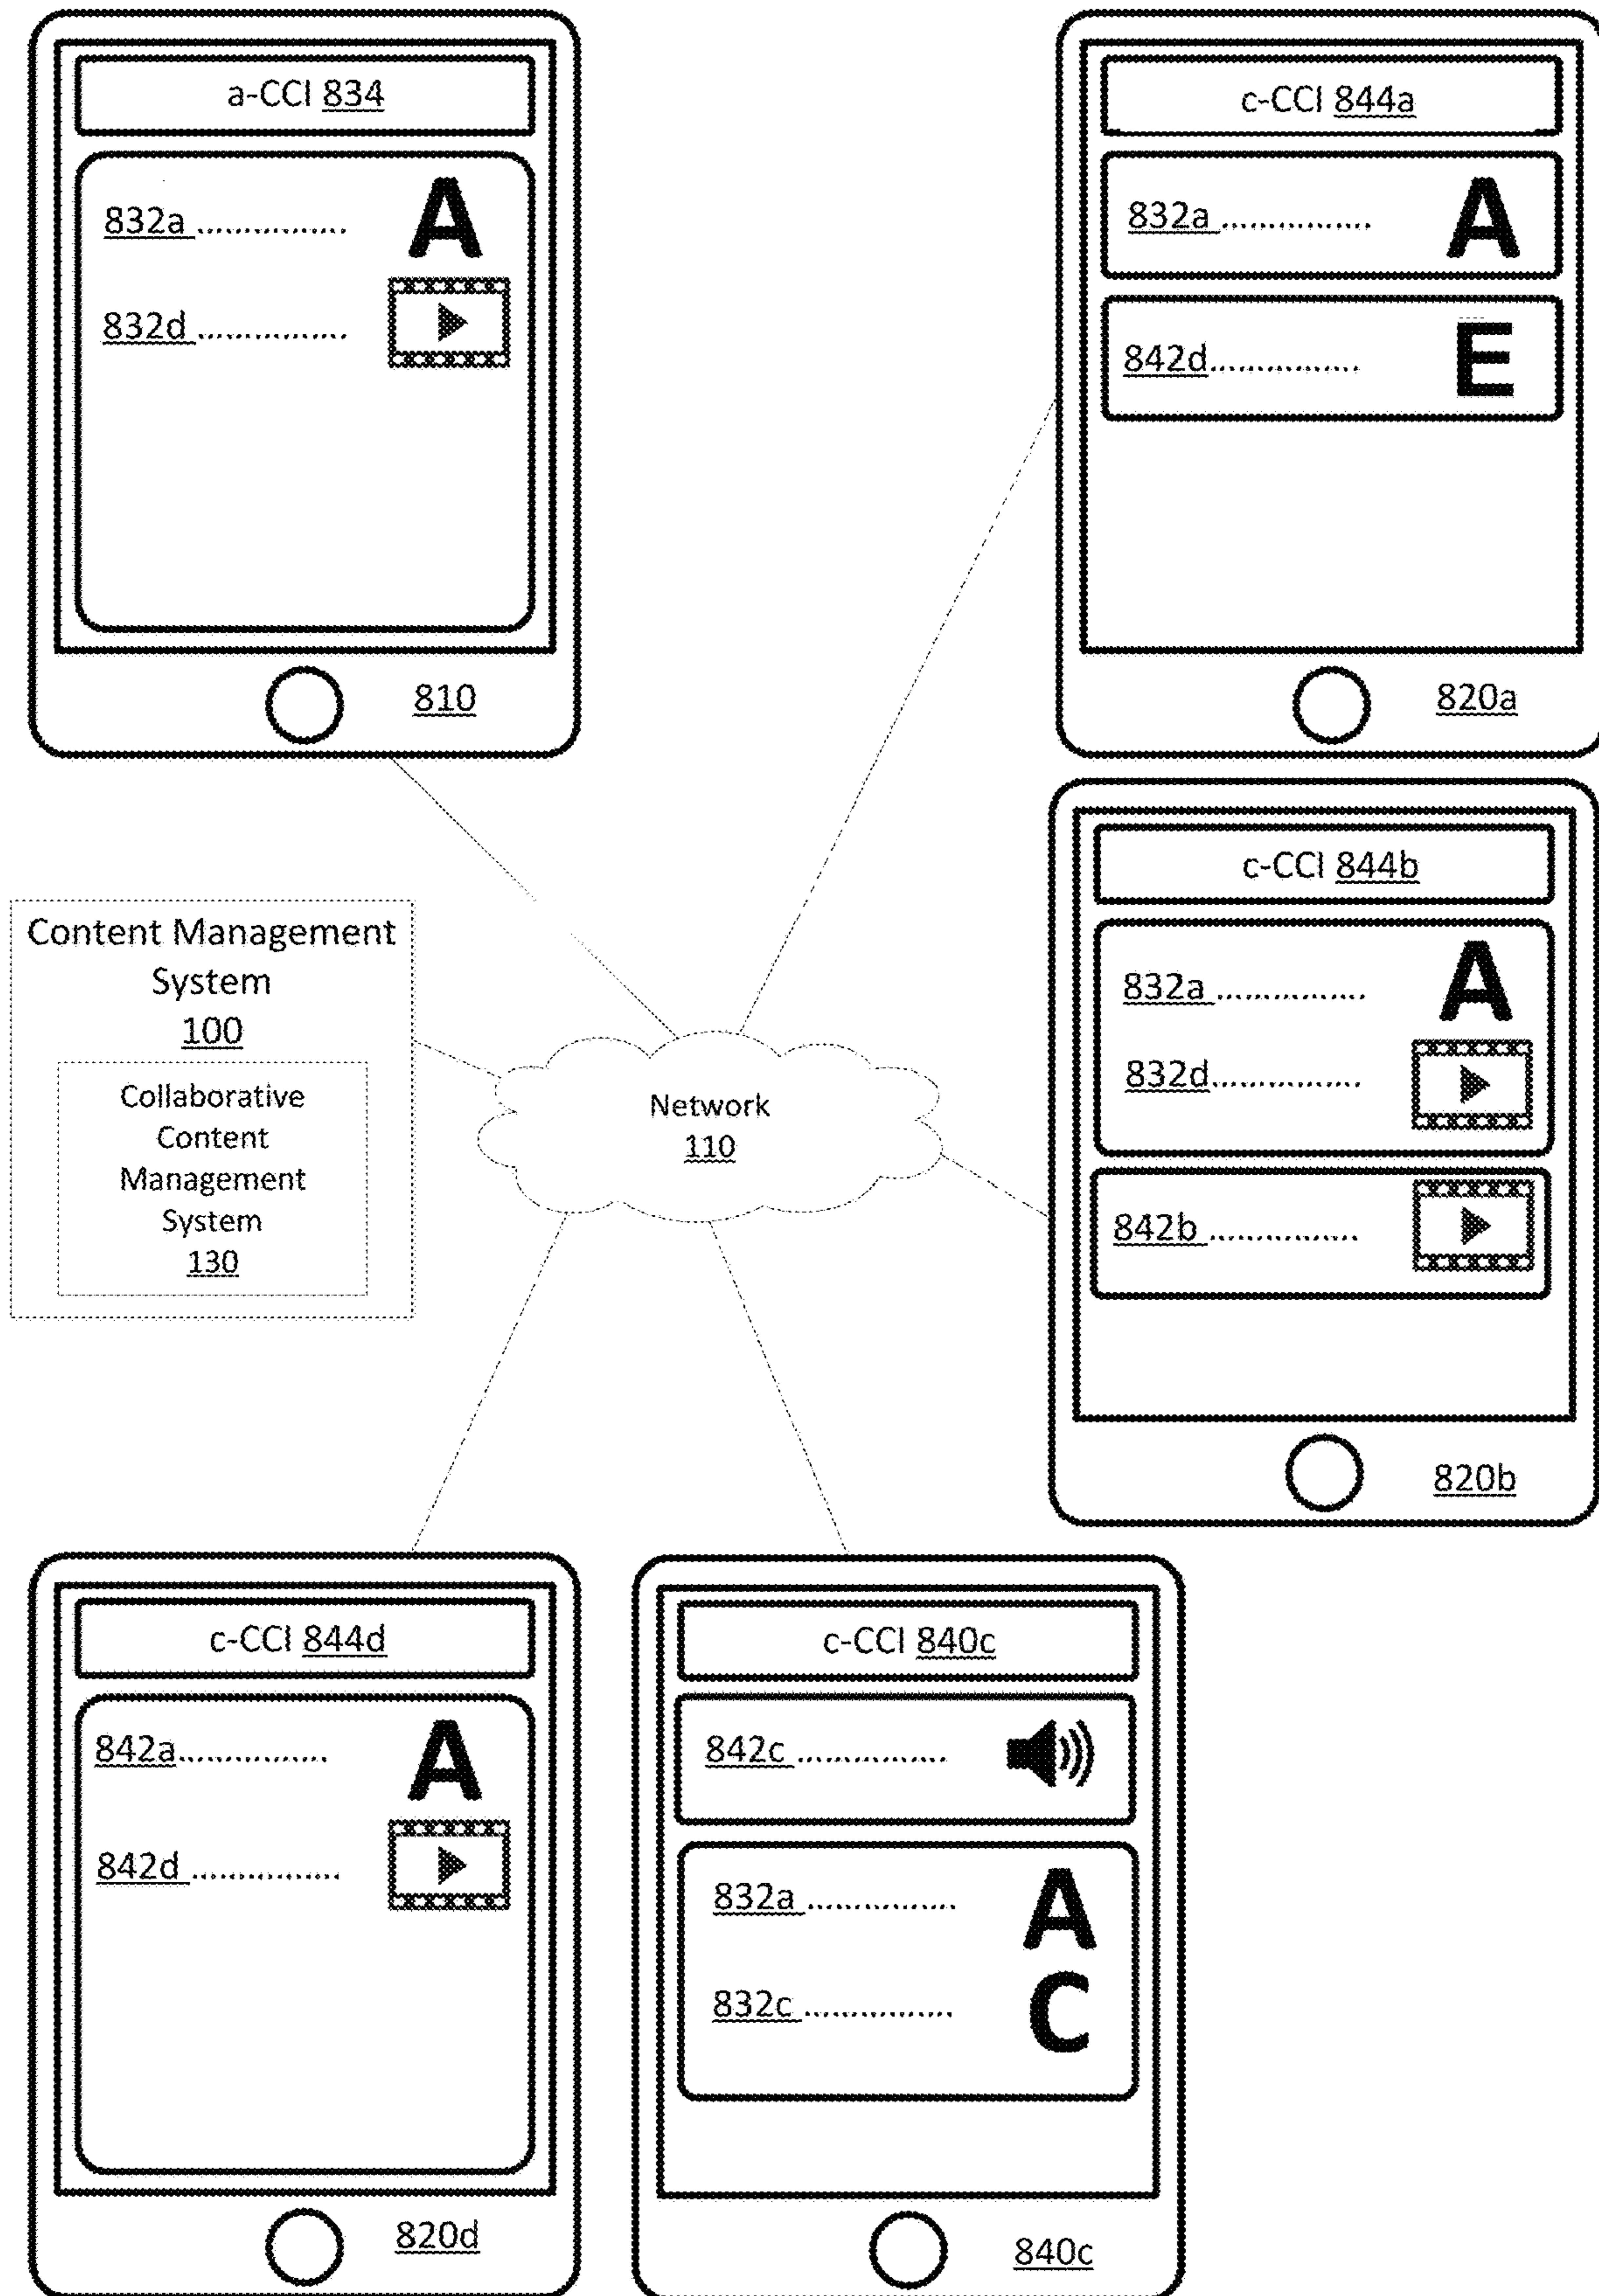 a-CCI 834
832a .............. A
832d ..............
810
c-CCI 844a
832a .............. A
842d.............. E
820a
c-CCI 844b
832a .............. A
832d..............
842b ..............
820b
Content Management
System
100
Collaborative
Content
Management
System
130
Network
110
c-CCI 844d
842a.............. A
842d ..............
820d
c-CCI 840c
842c ..............
832a .............. A
832c .............. C
840c